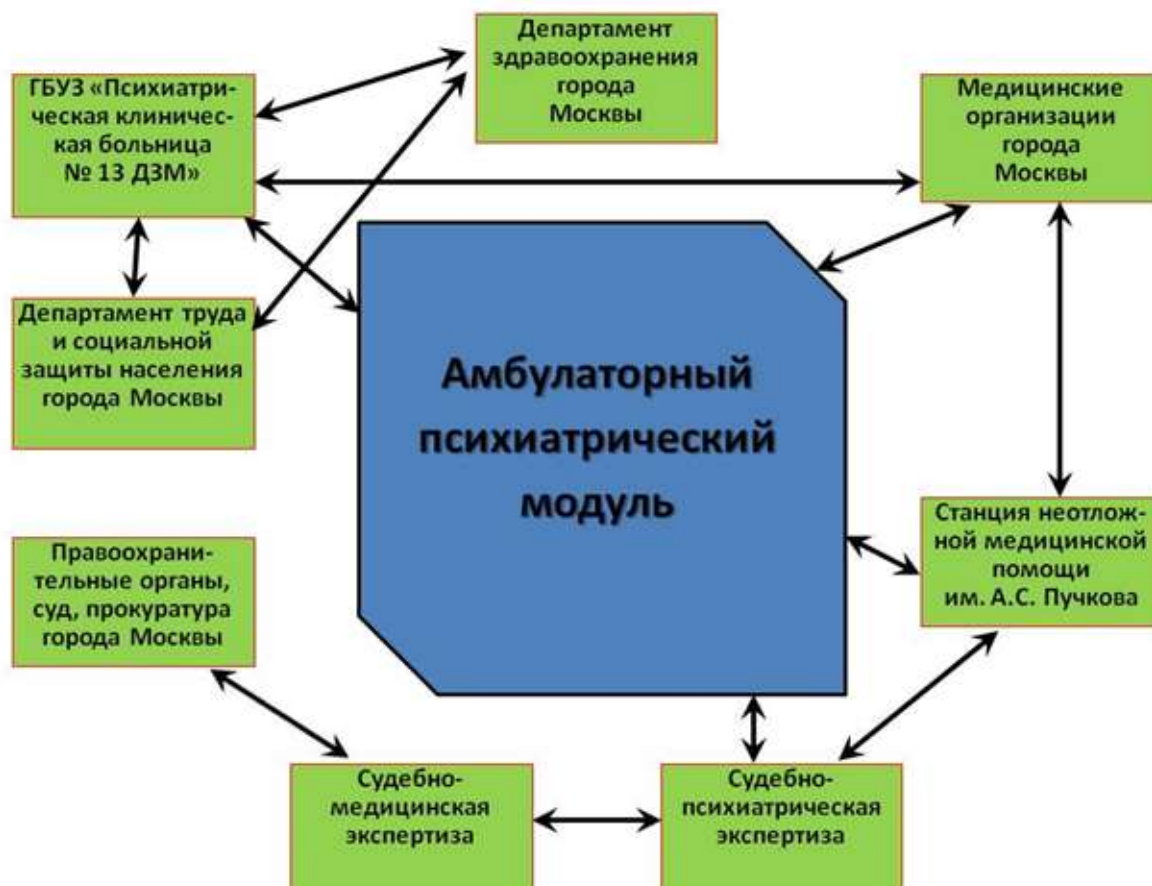 Департамент
здравоохранения
города
Москвы
ГБУЗ «Психиатри-
ческая клиничес-
кая больница
№ 13 ДЗМ»
Медицинские
организации
города
Москвы
Департамент труда
и социальной
защиты населения
города Москвы
Амбулаторный
психиатрический
модуль
Правоохрани-
тельные органы,
суд, прокуратура
города Москвы
Станция неотлож-
ной медицинской
помощи
им. А.С. Пучкова
Судебно-
медицинская
экспертиза
Судебно-
психиатрическая
экспертиза